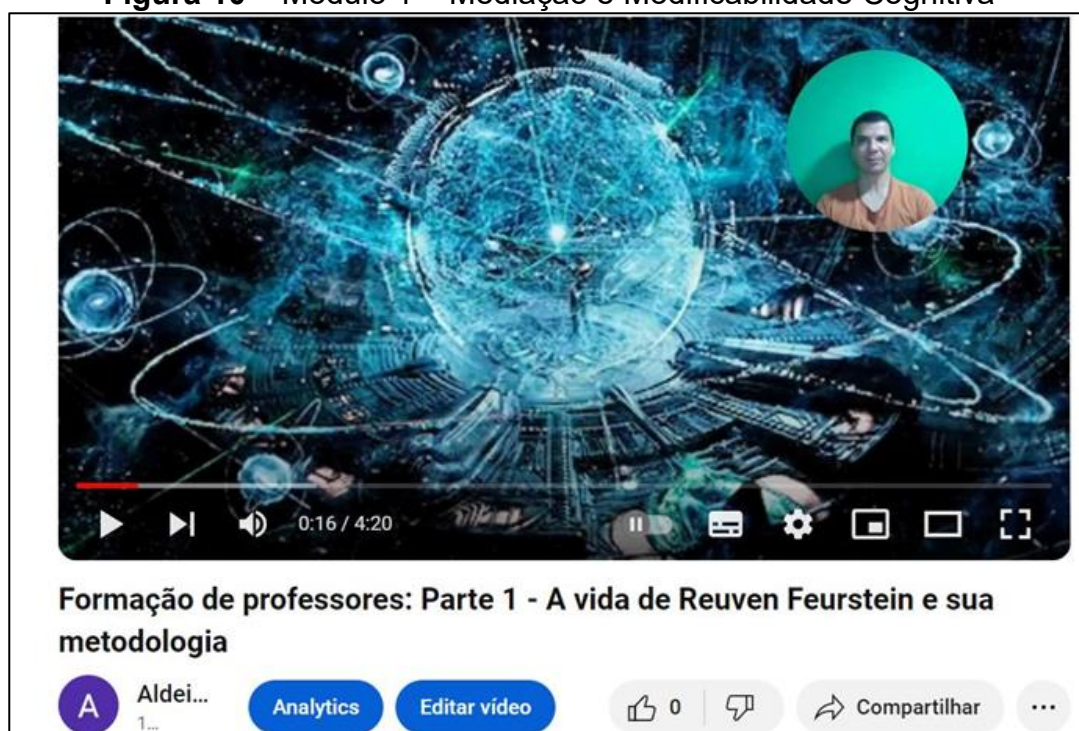 Módulo 1 – Mediação e Modificabilidade Cognitiva
0:16 / 4:20
Formação de professores: Parte 1 - A vida de Reuven Feurstein e sua
metodologia
A Aldei... Analytics Editar vídeo 0 Compartilhar ...
1...